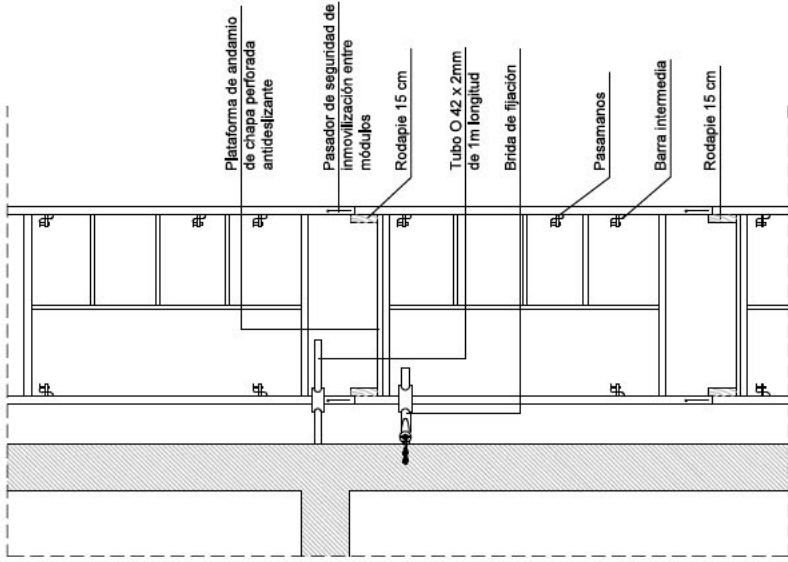 Plataforma de andamio
de chapa perforada
antideslizante
Pasador de seguridad de
inmovilización entre
módulos
Rodapie 15 cm
Tubo O 42 x 2mm
de 1m longitud
Brida de fijación
Pasamanos
Barra intermedia
Rodapie 15 cm